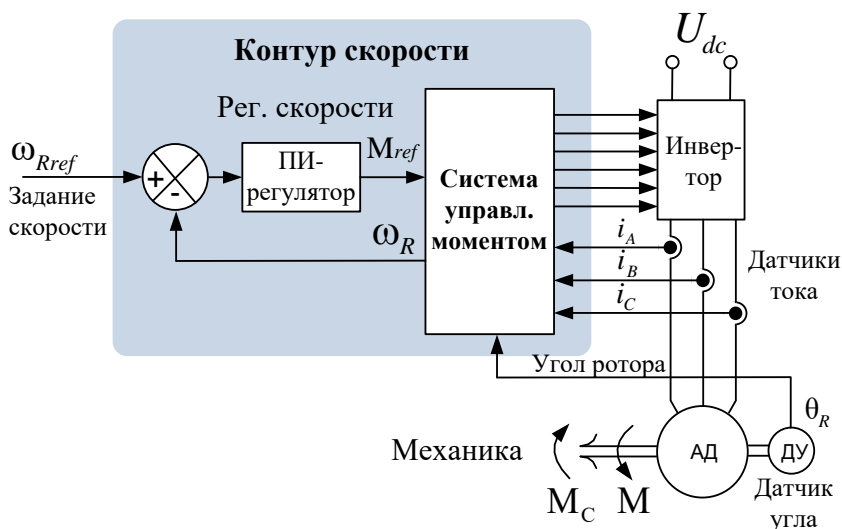 Контур скорости
U_dc
Рег. скорости
ω_Rref
Задание
скорости
+
-
ПИ-
регулятор
M_ref
Система
управл.
моментом
Инвер-
тор
ω_R
i_A
i_B
i_C
Датчики
тока
Угол ротора
θ_R
Механика
M_C
M
АД
ДУ
Датчик
угла